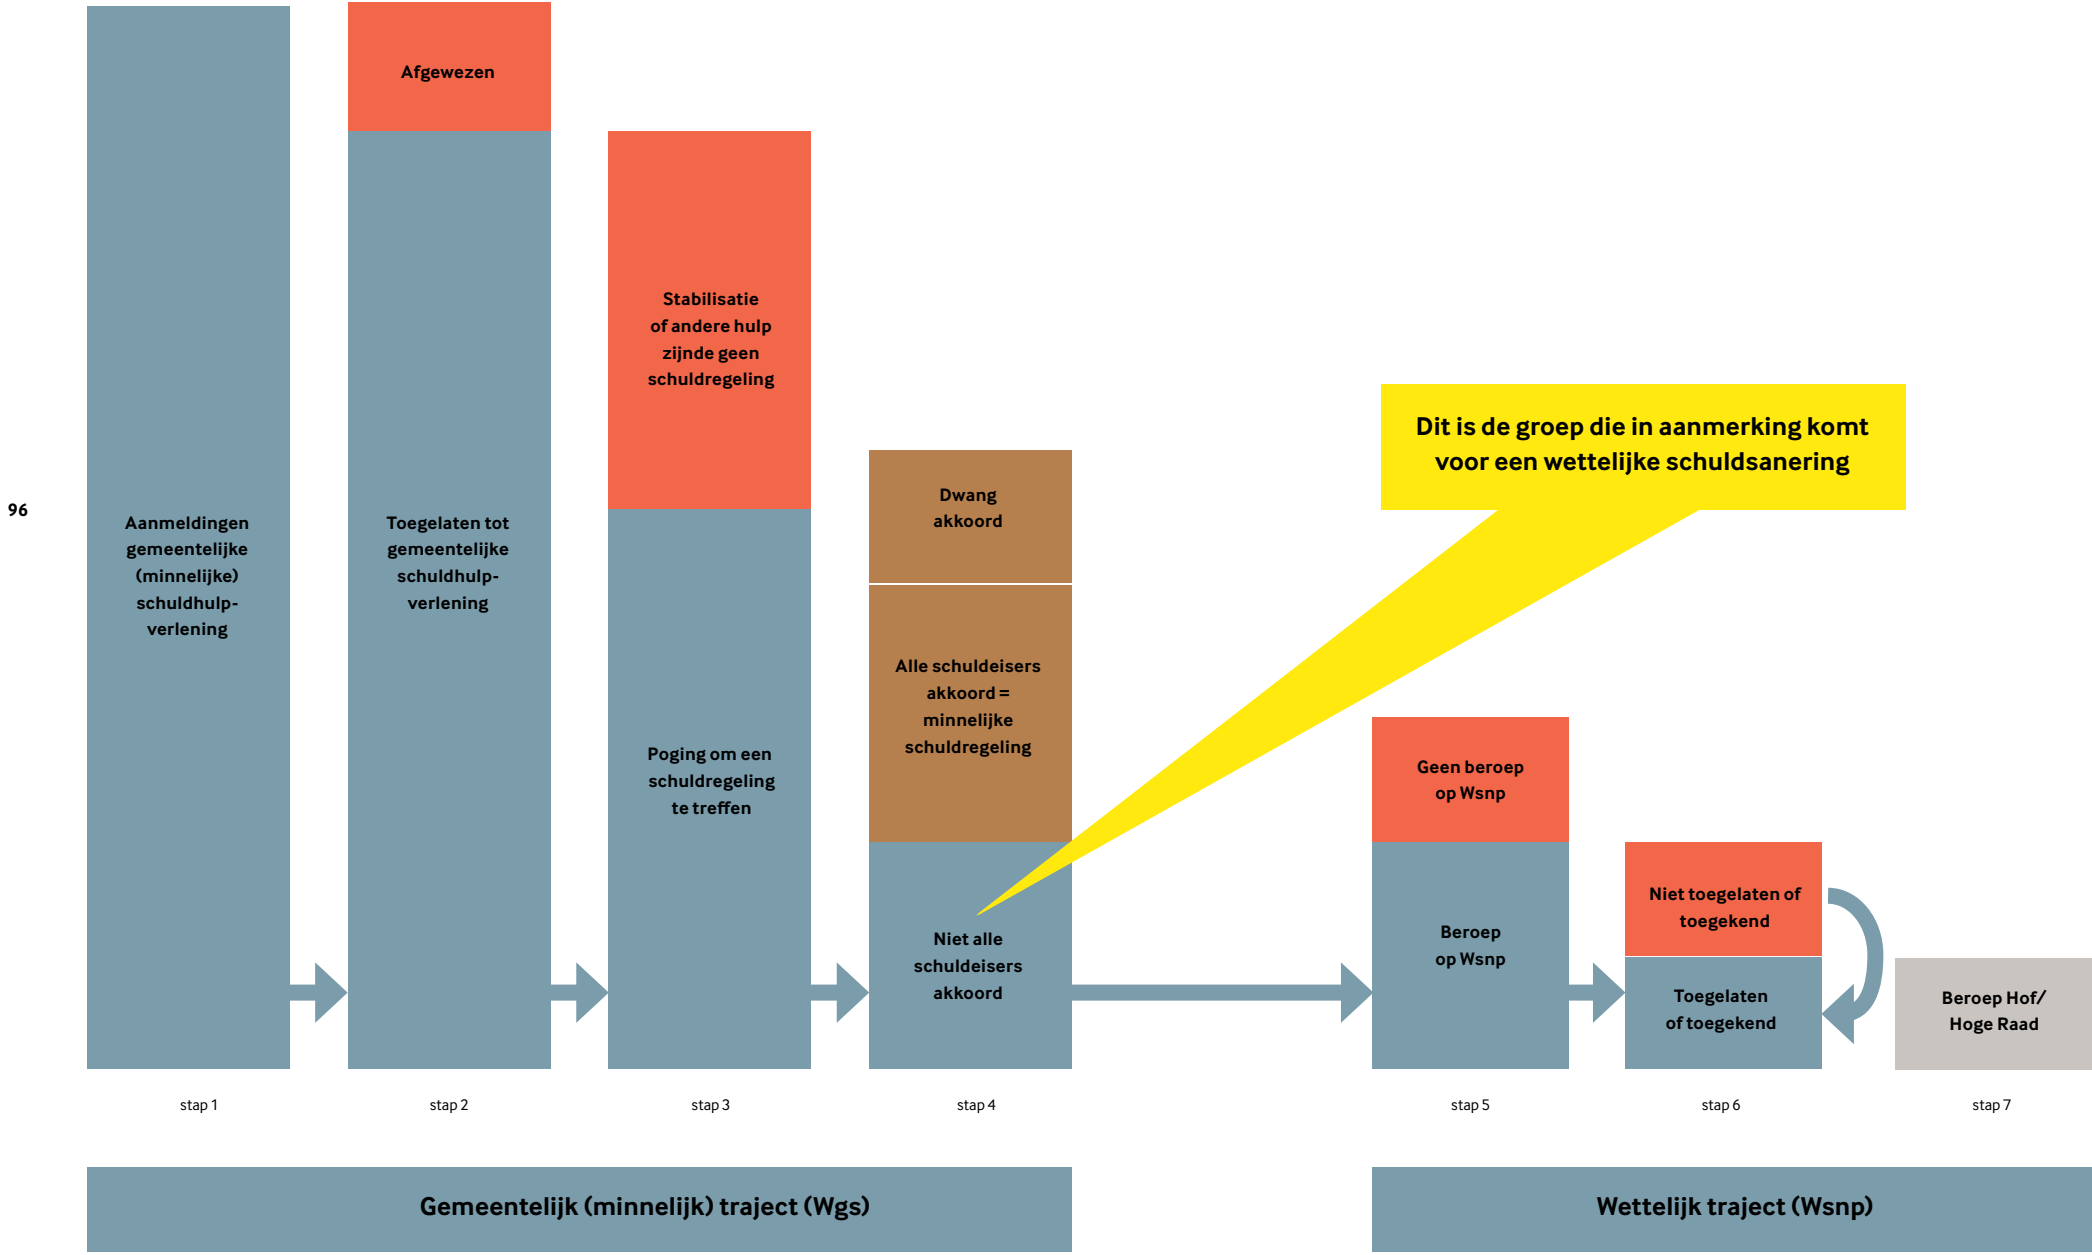 96
Aanmeldingen
gemeentelijke
(minnelijke)
schuldhulp-
verlening
Afgewezen
Toegelaten tot
gemeentelijke
schuldhulp-
verlening
Stabilisatie
of andere hulp
zijnde geen
schuldregeling
Poging om een
schuldregeling
te treffen
Dwang
akkoord
Alle schuldeisers
akkoord =
minnelijke
schuldregeling
Niet alle
schuldeisers
akkoord
Dit is de groep die in aanmerking komt
voor een wettelijke schuldsanering
Geen beroep
op Wsnp
Beroep
op Wsnp
Niet toegelaten of
toegekend
Toegelaten
of toegekend
Beroep Hof/
Hoge Raad
stap 1
stap 2
stap 3
stap 4
stap 5
stap 6
stap 7
Gemeentelijk (minnelijk) traject (Wgs)
Wettelijk traject (Wsnp)